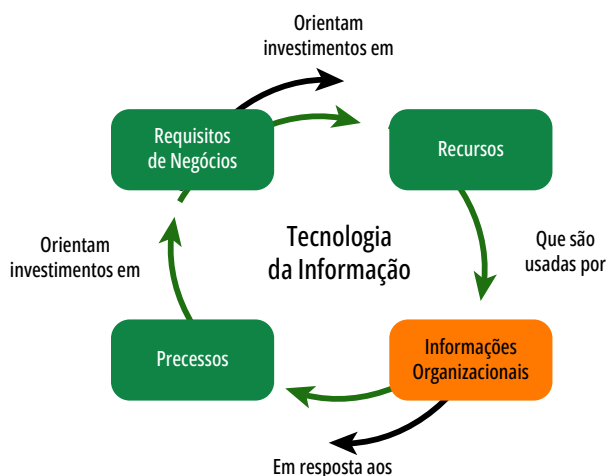 Orientam
investimentos em
Requisitos
de Negócios
Recursos
Orientam
investimentos em
Tecnologia
da Informação
Que são
usadas por
Precessos
Informações
Organizacionais
Em resposta aos